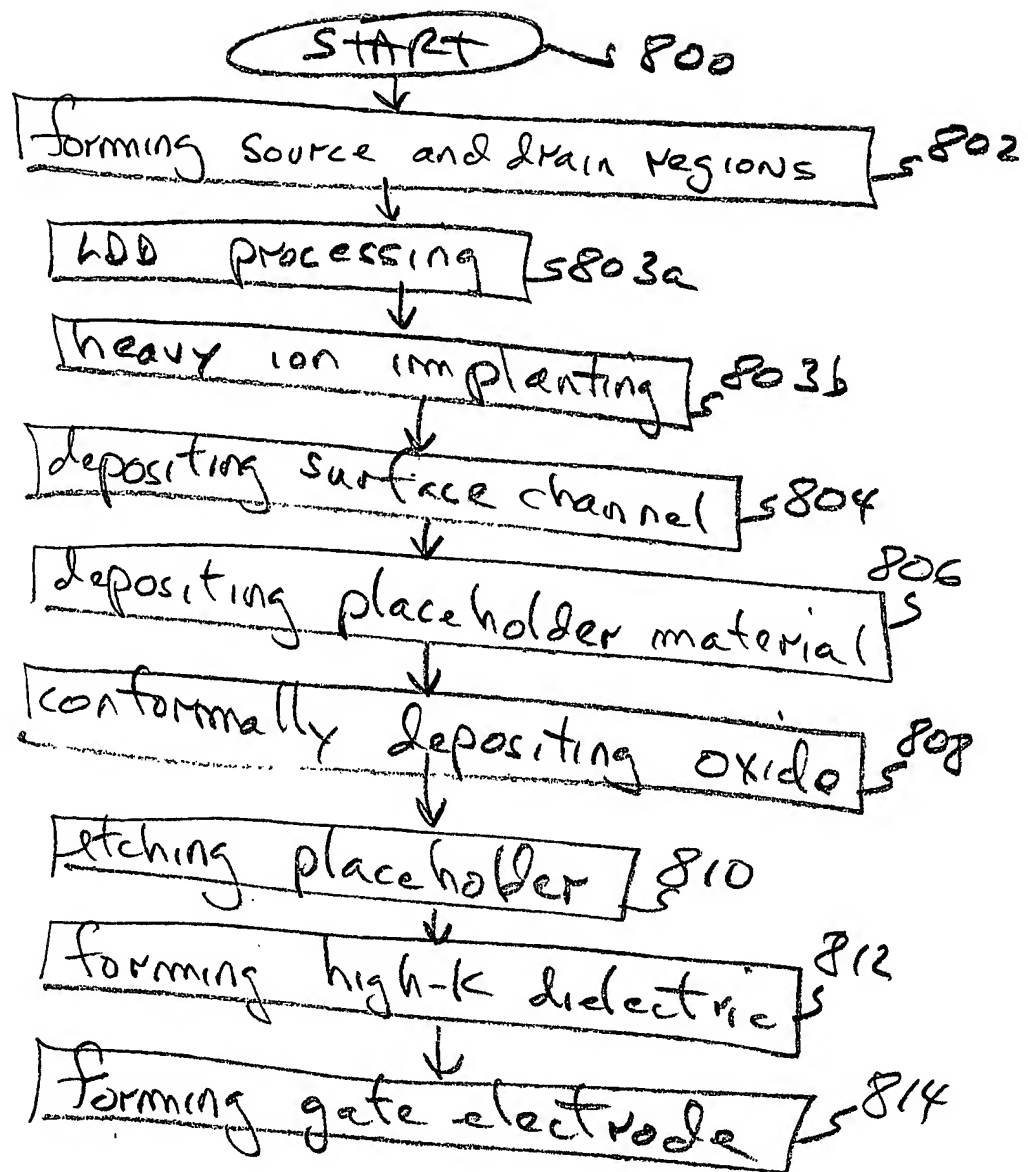 START 800
forming source and drain regions 802
LDD processing 803a
heavy ion implanting 803b
depositing surface channel 804
depositing placeholder material 806
conformally depositing oxide 808
etching placeholder 810
forming high-k dielectric 812
forming gate electrode 814